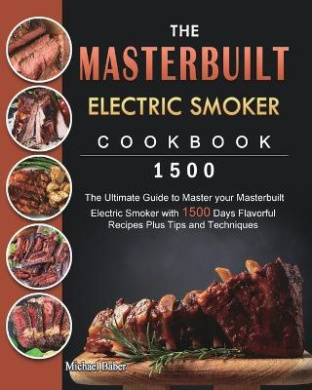 THE
MASTERBUILT
ELECTRIC SMOKER
COOKBOOK
1500
The Ultimate Guide to Master your Masterbuilt
Electric Smoker with 1500 Days Flavorful
Recipes Plus Tips and Techniques
Michael Baber